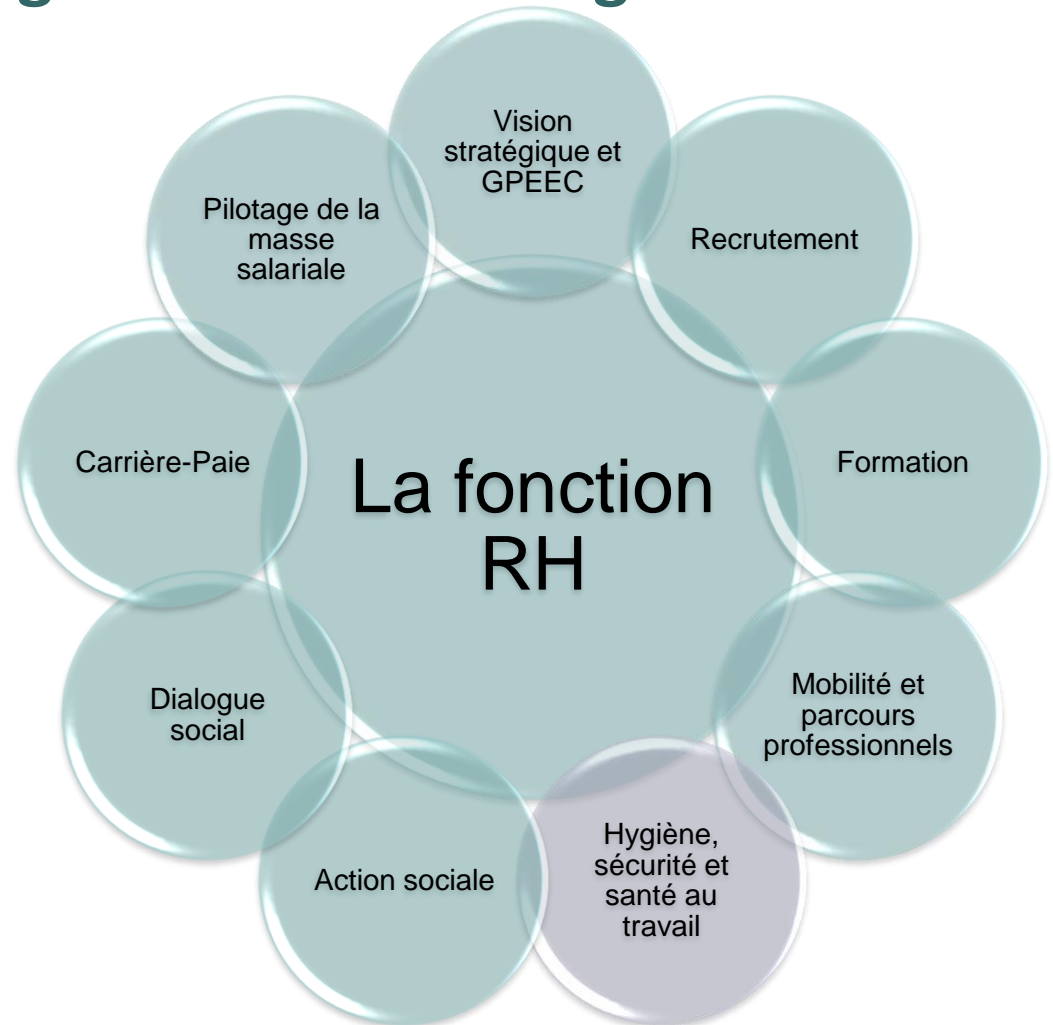 Vision
stratégique et
GPEEC
Recrutement
Formation
Mobilité et
parcours
professionnels
Hygiène,
sécurité et
santé au
travail
Action sociale
Dialogue
social
Carrière-Paie
Pilotage de la
masse
salariale
La fonction
RH